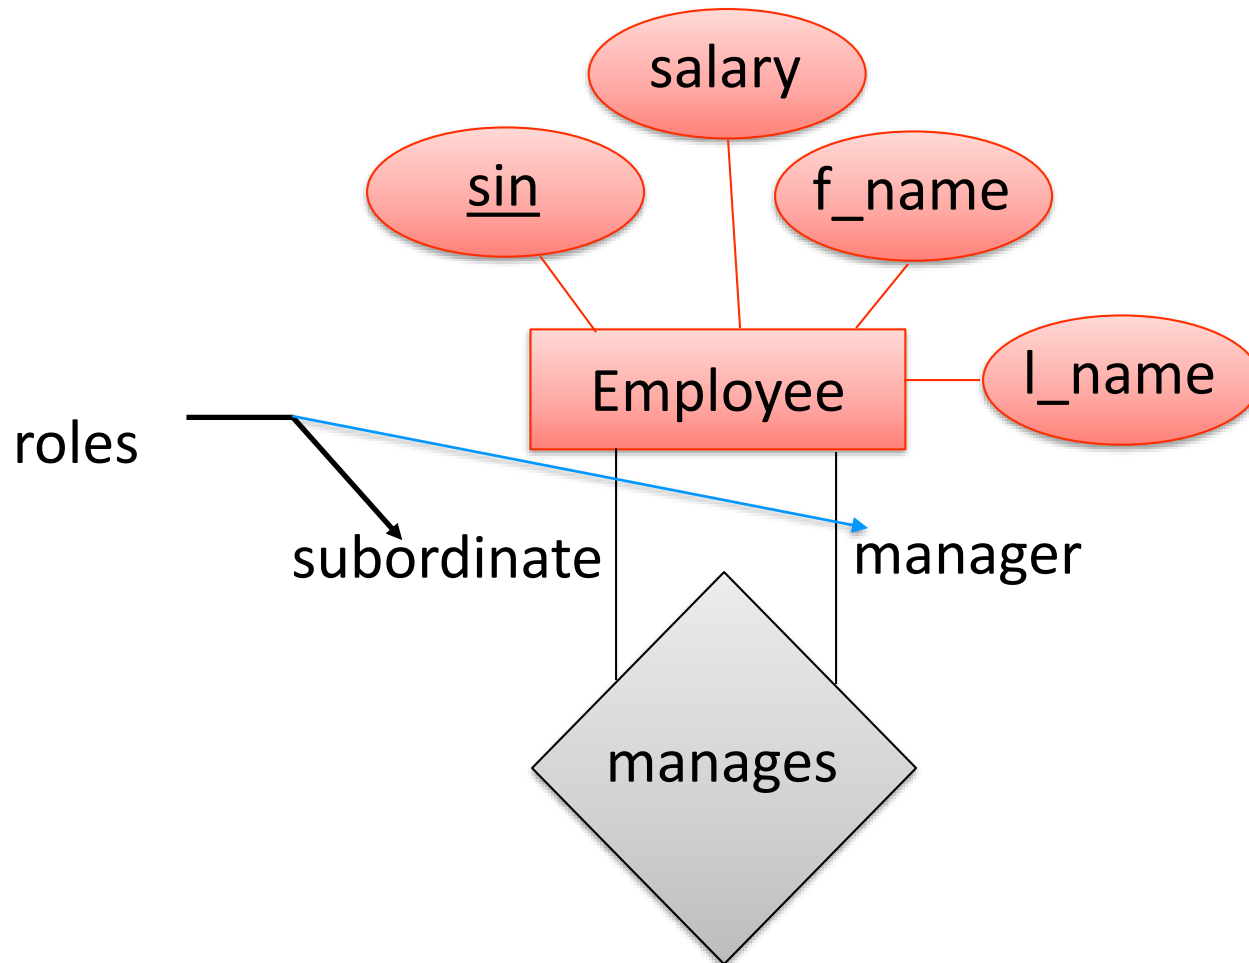 salary
sin
f_name
l_name
Employee
roles
subordinate
manager
manages